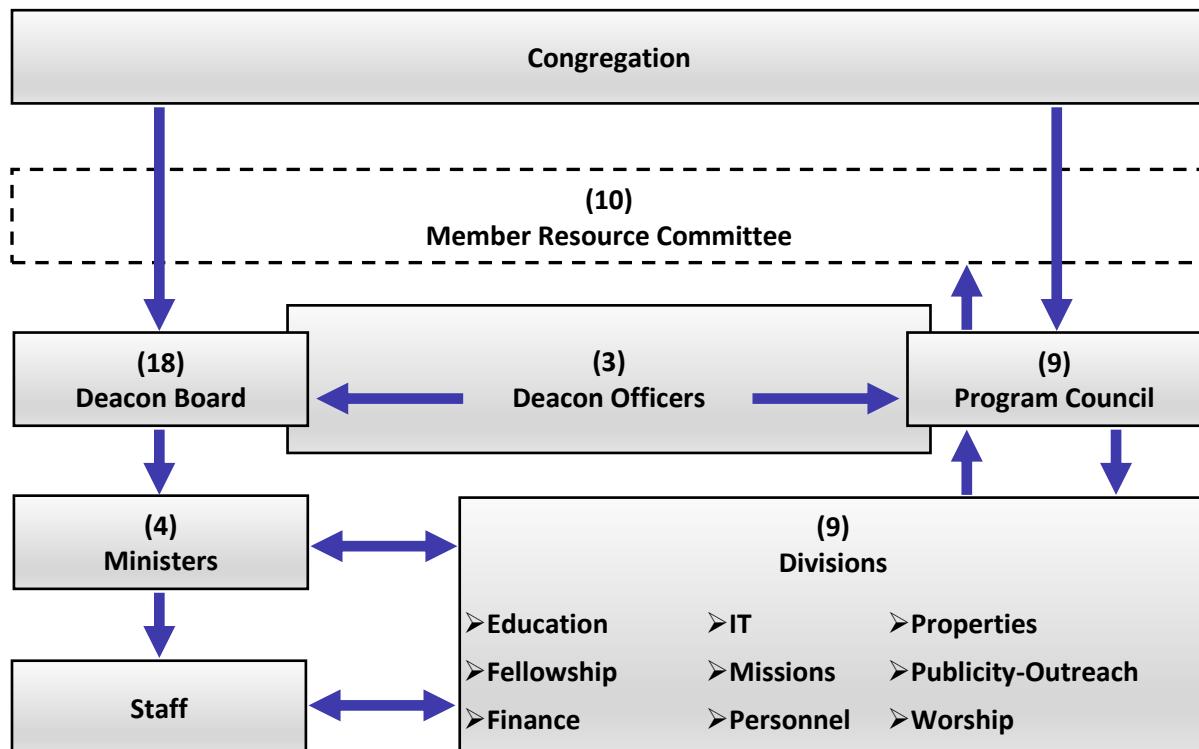 Congregation
(10)
Member Resource Committee
(18)
Deacon Board
(3)
Deacon Officers
(9)
Program Council
(4)
Ministers
(9)
Divisions
➢Education ➢IT ➢Properties
➢Fellowship ➢Missions ➢Publicity-Outreach
➢Finance ➢Personnel ➢Worship
Staff